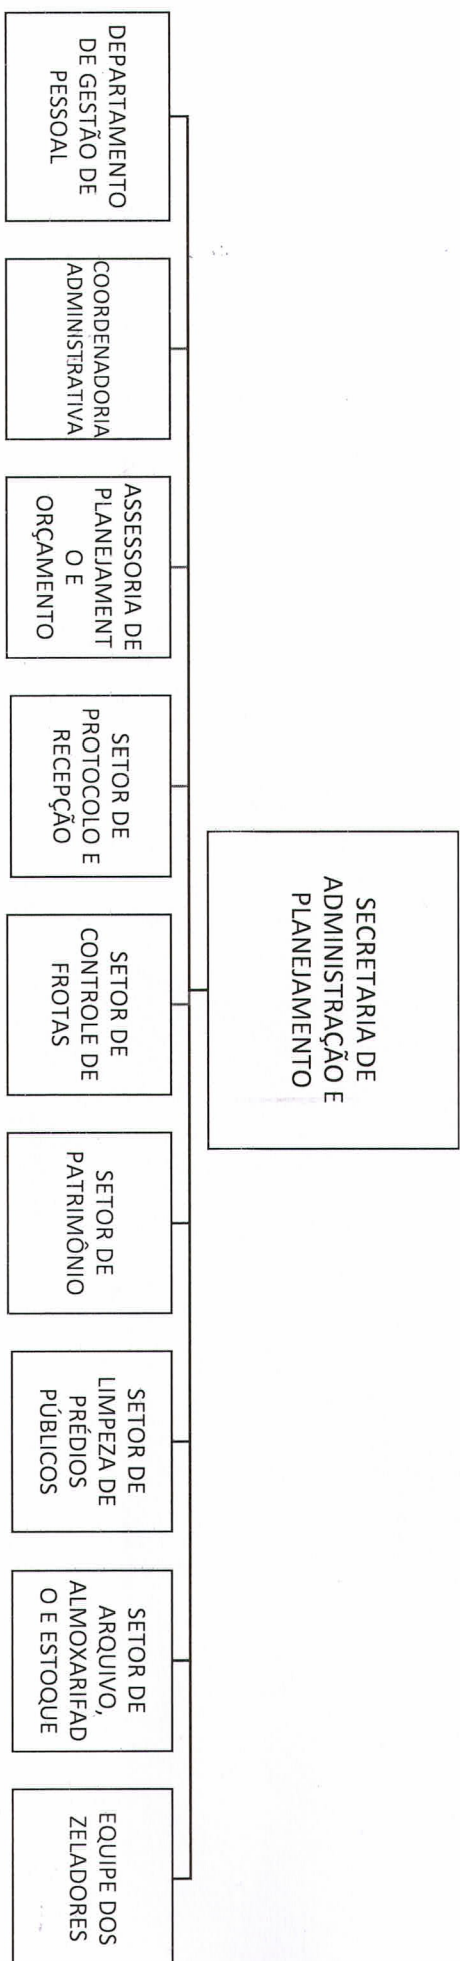 SECRETARIA DE
ADMINISTRAÇÃO E
PLANEJAMENTO
DEPARTAMENTO
DE GESTÃO DE
PESSOAL
COORDENADORIA
ADMINISTRATIVA
ASSESSORIA DE
PLANEJAMENT
O E
ORÇAMENTO
SETOR DE
PROTOCOLO E
RECEPÇÃO
SETOR DE
CONTROLE DE
FROTAS
SETOR DE
PATRIMÔNIO
SETOR DE
LIMPEZA DE
PRÉDIOS
PÚBLICOS
SETOR DE
ARQUIVO,
ALMOXARIFAD
O E ESTOQUE
EQUIPE DOS
ZELADORES